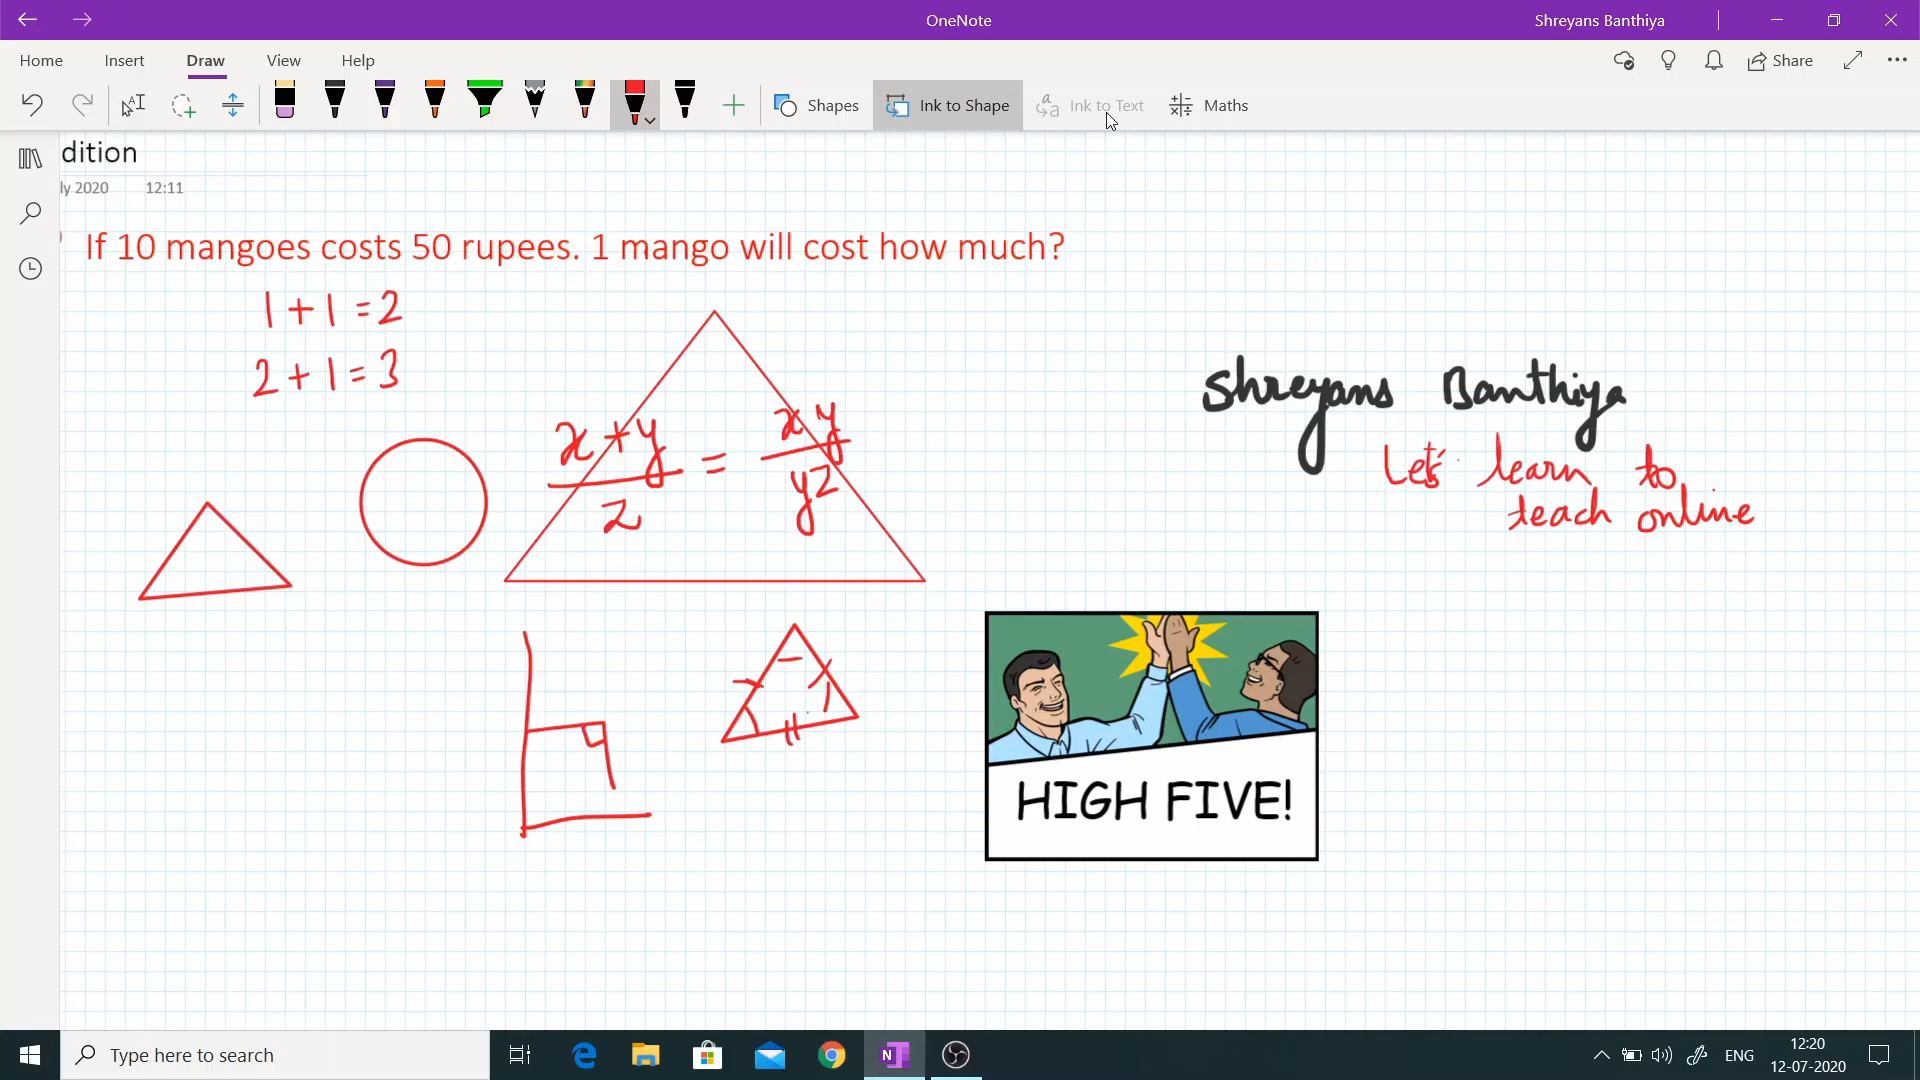 OneNote
Shreyans Banthiya
Home Insert Draw View Help
Share
Shapes Ink to Shape Ink to Text Maths
dition
ly 2020 12:11
If 10 mangoes costs 50 rupees. 1 mango will cost how much?
1 + 1 = 2
2 + 1 = 3
x + y
2
=
x y
y2
Shreyans Banthiya
Let's learn to
teach online
HIGH FIVE!
Type here to search
ENG
12:20
12-07-2020